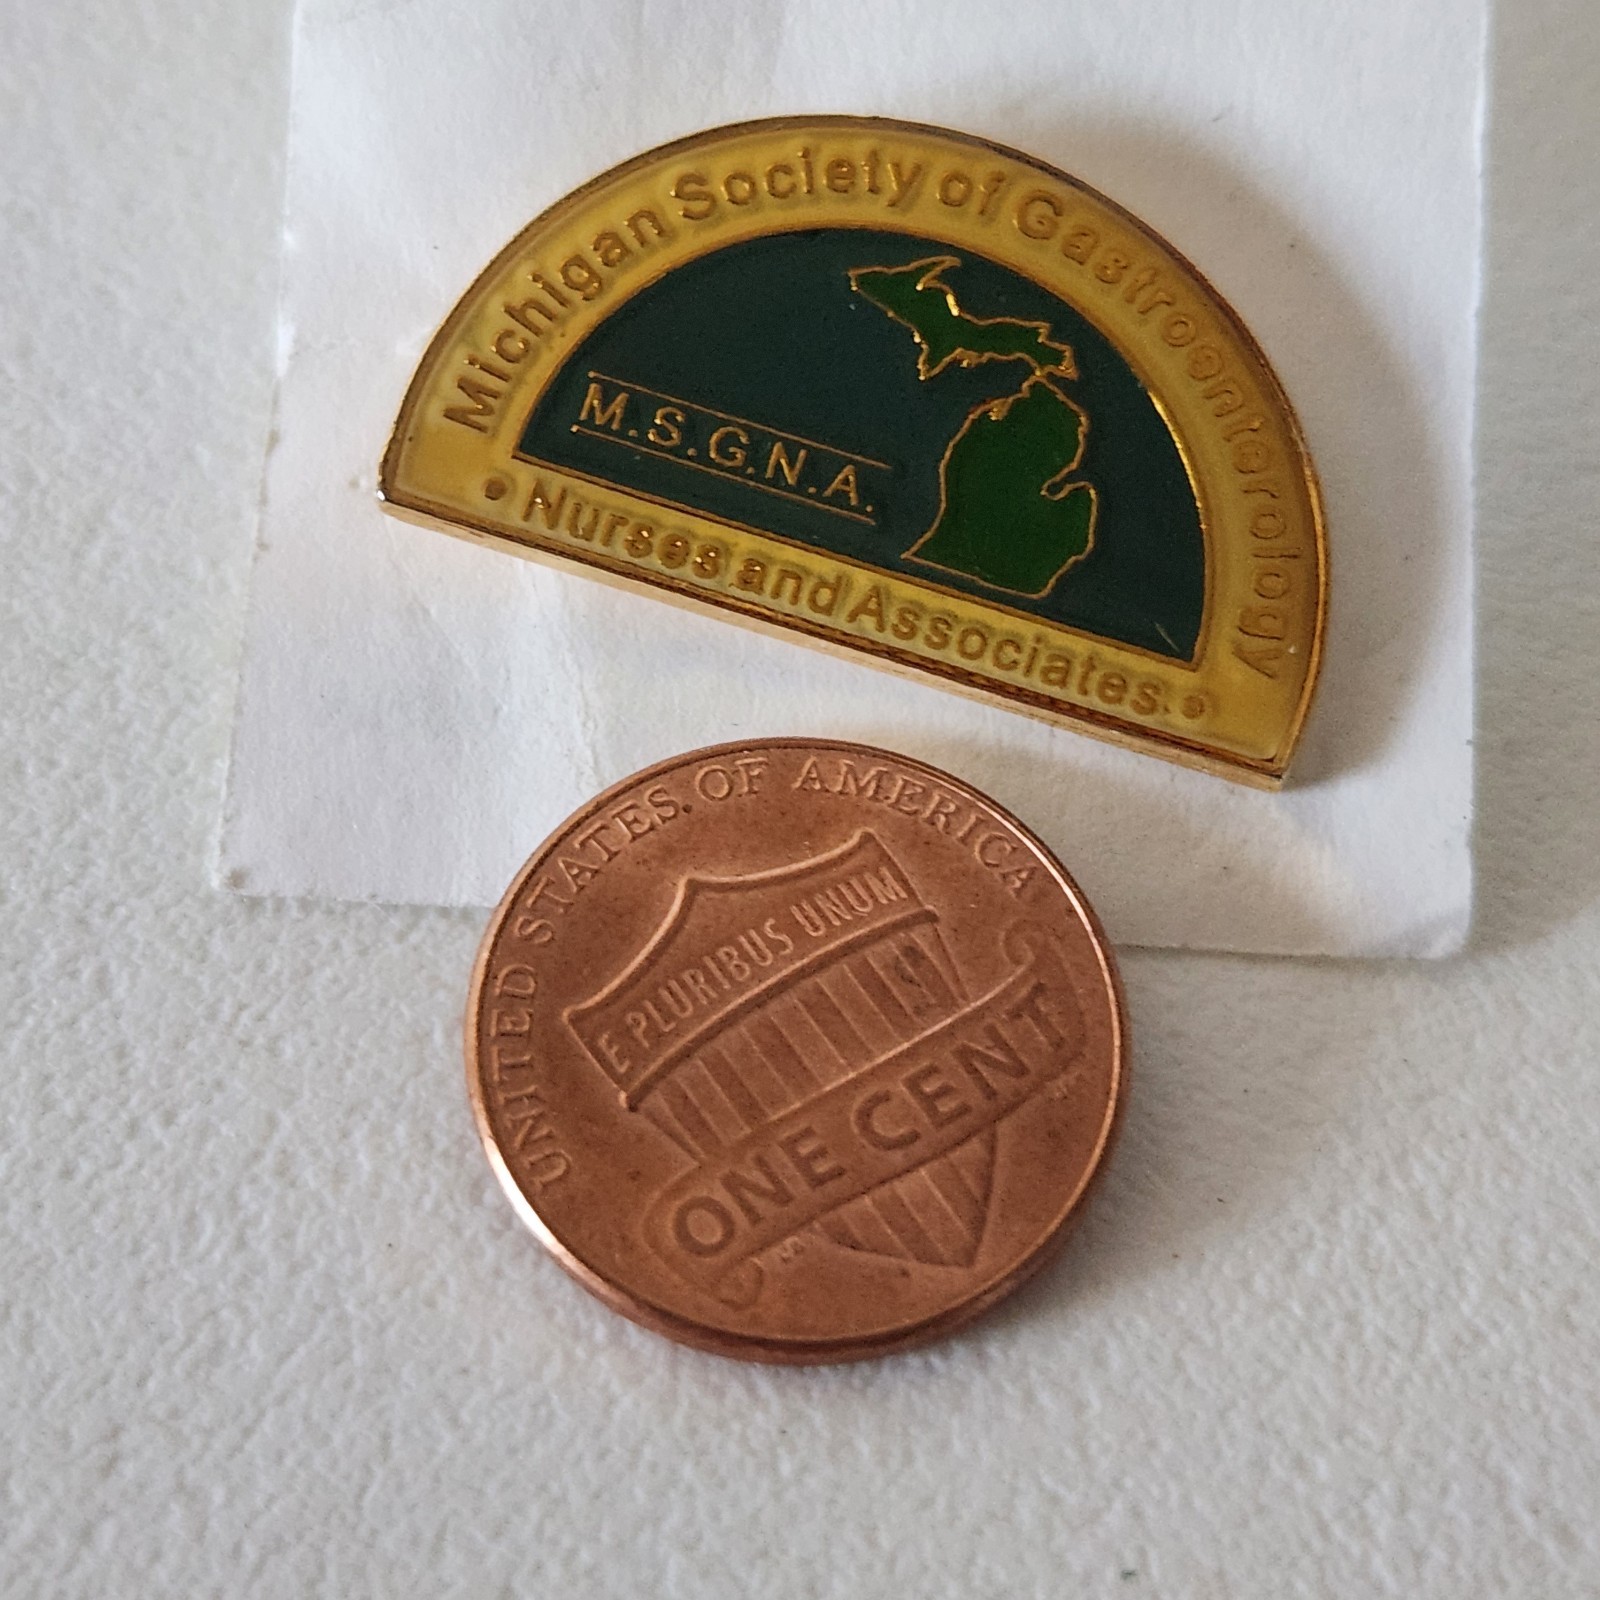 Michigan Society of Gastroenterology
M.S.G.N.A.
• Nurses and Associates •
UNITED STATES OF AMERICA
E PLURIBUS UNUM
ONE CENT